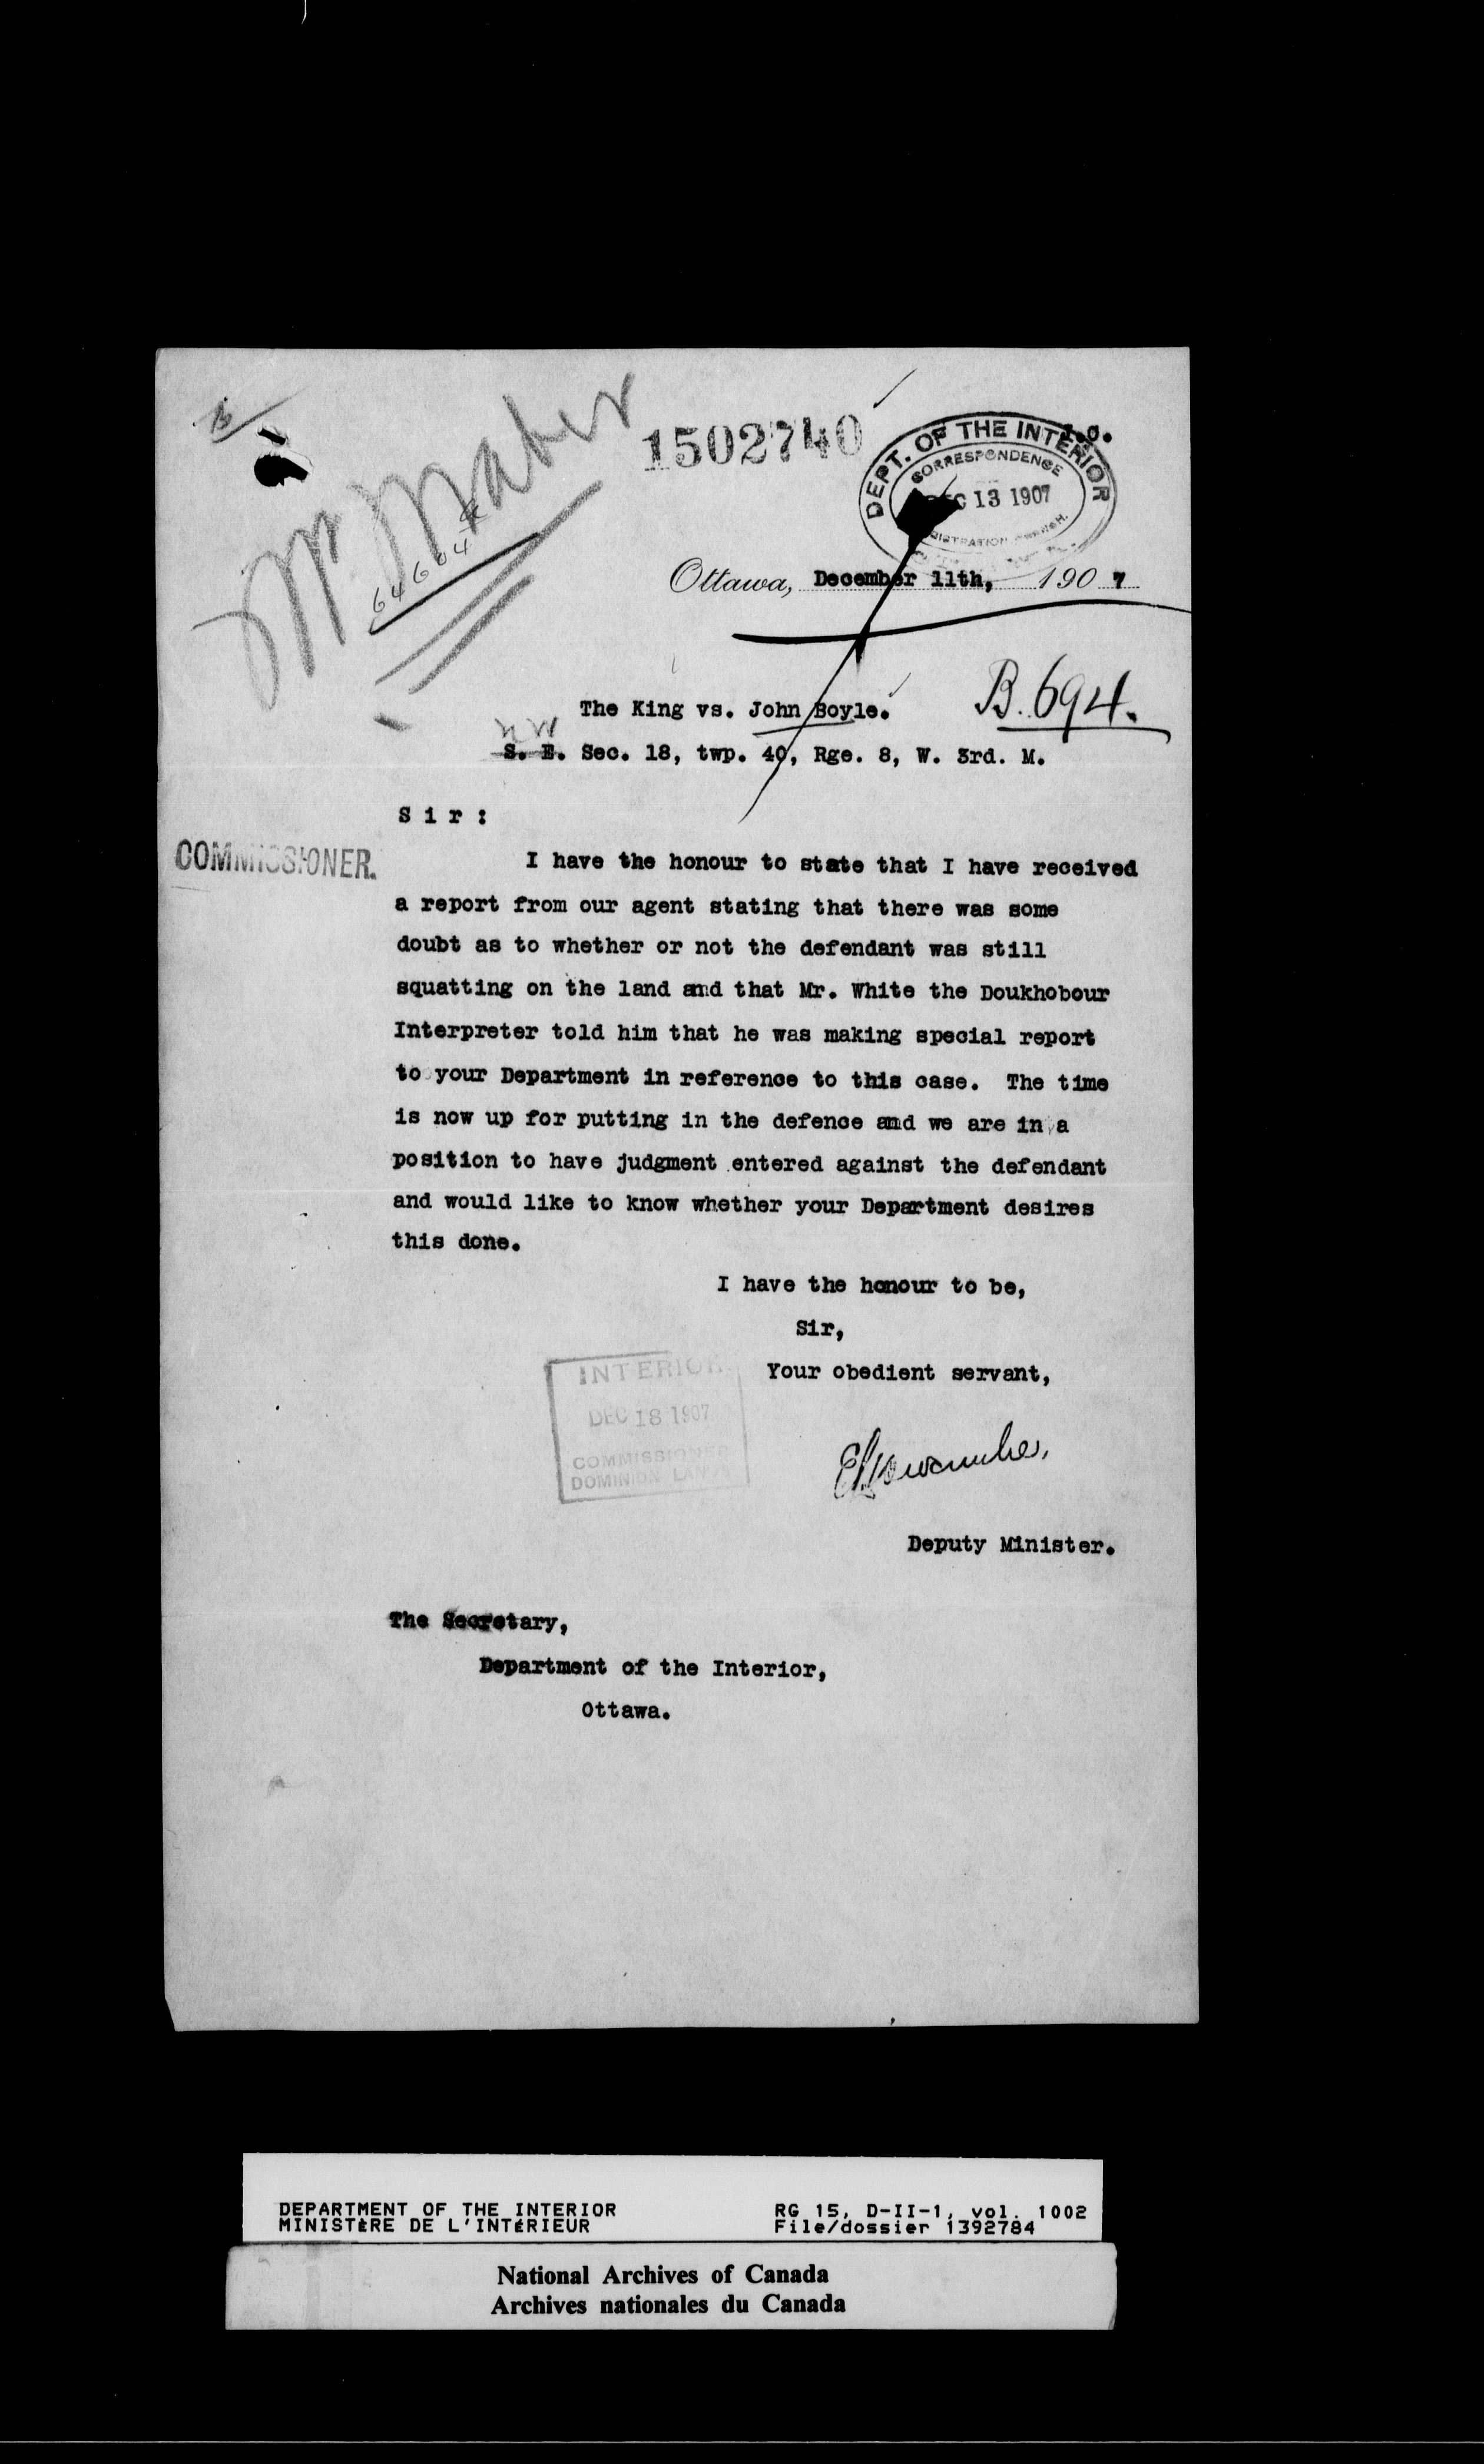 B
Mr Maher
64604
1502740
DEPT. OF THE INTERIOR
CORRESPONDENCE
DEC 13 1907
REGISTRATION BRANCH.
Ottawa, December 11th, 1907
B. 694.
The King vs. John Boyle.
N W
S. E. Sec. 18, twp. 40, Rge. 8, W. 3rd. M.
S i r :
COMMISSIONER.
I have the honour to state that I have received
a report from our agent stating that there was some
doubt as to whether or not the defendant was still
squatting on the land and that Mr. White the Doukhobour
Interpreter told him that he was making special report
to your Department in reference to this case. The time
is now up for putting in the defence and we are in a
position to have judgment entered against the defendant
and would like to know whether your Department desires
this done.
I have the honour to be,
Sir,
Your obedient servant,
INTERIOR
DEC 18 1907
COMMISSIONER
DOMINION LANDS
E.L. Newcombe,
Deputy Minister.
The Secretary,
Department of the Interior,
Ottawa.
DEPARTMENT OF THE INTERIOR
MINISTÈRE DE L'INTÉRIEUR
RG 15, D-II-1, vol. 1002
File/dossier 1392784
National Archives of Canada
Archives nationales du Canada